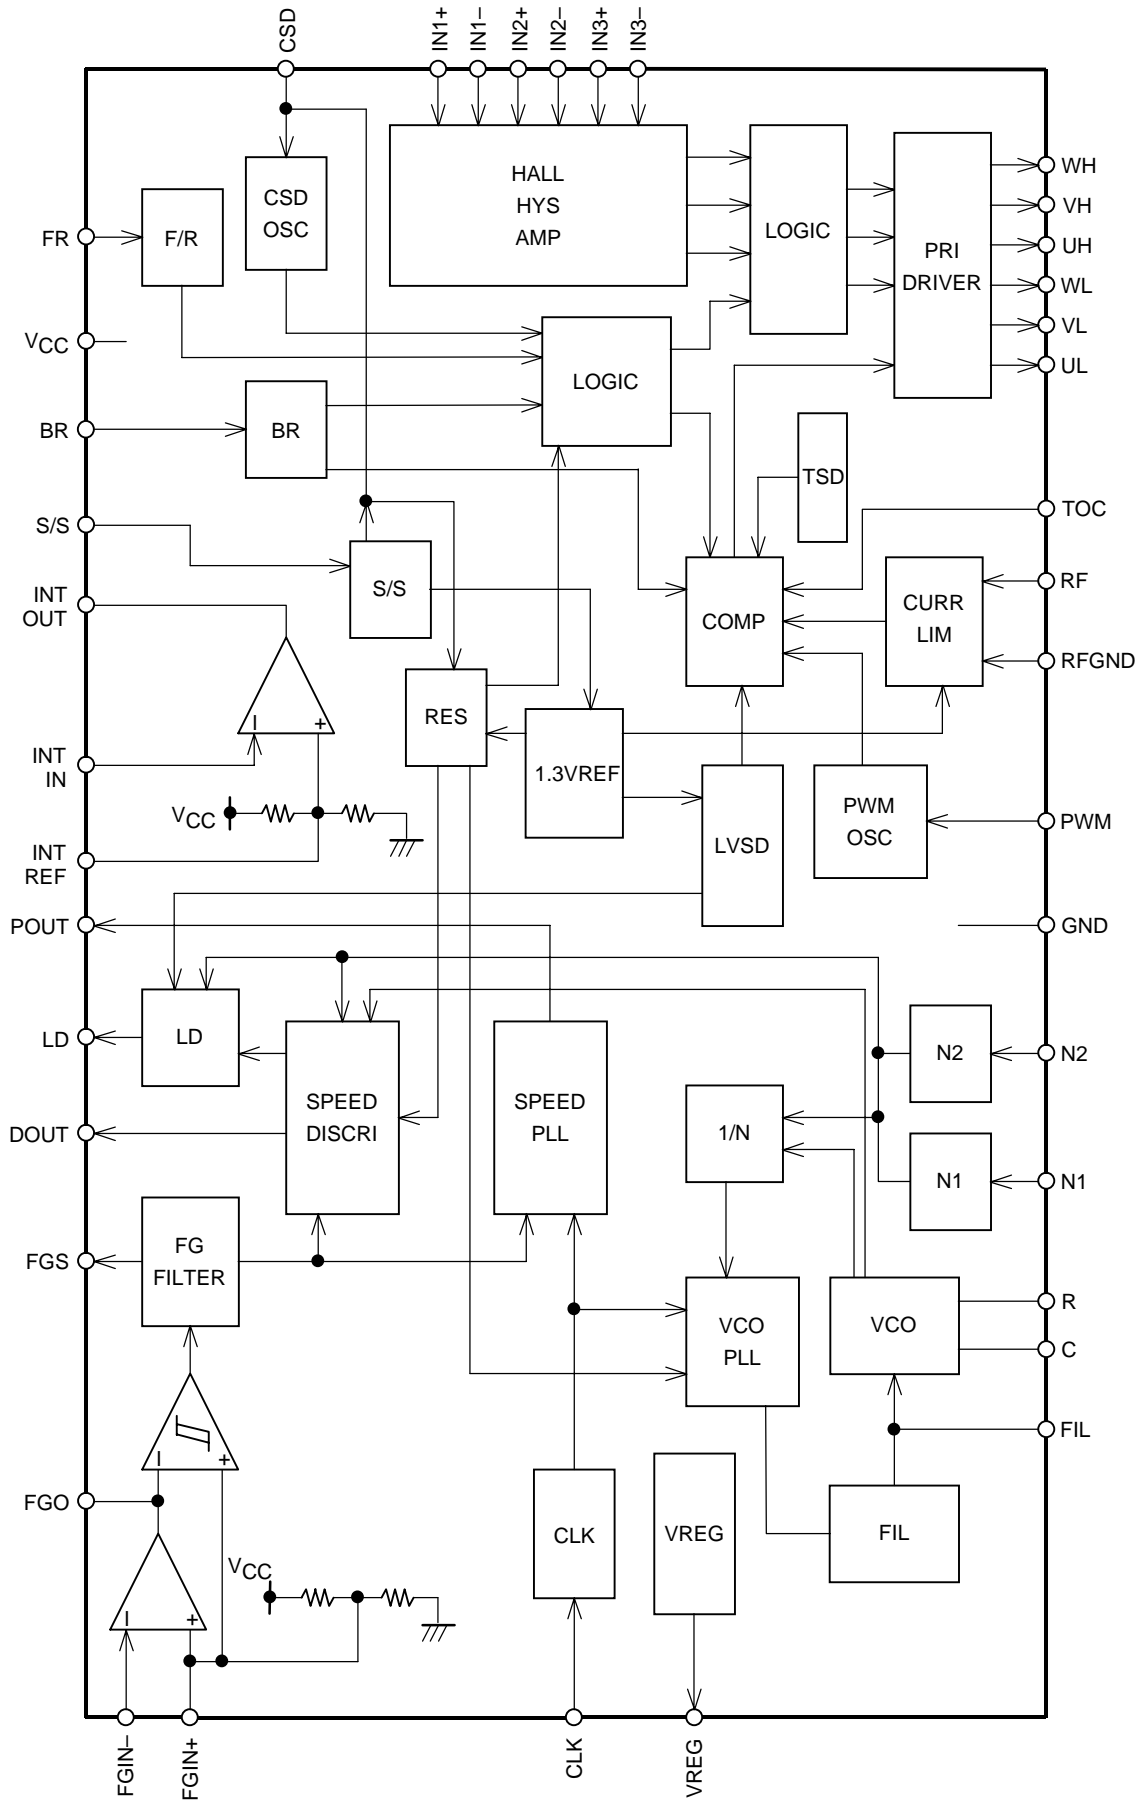 CSD
IN1+
IN1–
IN2+
IN2–
IN3+
IN3–
HALL
HYS
AMP
CSD
OSC
LOGIC
PRI
DRIVER
WH
VH
UH
WL
VL
UL
FR
F/R
VCC
LOGIC
BR
BR
TSD
S/S
S/S
TOC
INT
OUT
COMP
CURR
LIM
RF
RFGND
– +
RES
1.3VREF
INT
IN
VCC
LVSD
PWM
OSC
PWM
INT
REF
POUT
GND
LD
LD
N2
N2
SPEED
DISCRI
SPEED
PLL
1/N
DOUT
N1
N1
FGS
FG
FILTER
VCO
PLL
VCO
R
C
FIL
– +
FGO
CLK
VREG
FIL
VCC
– +
FGIN–
FGIN+
CLK
VREG